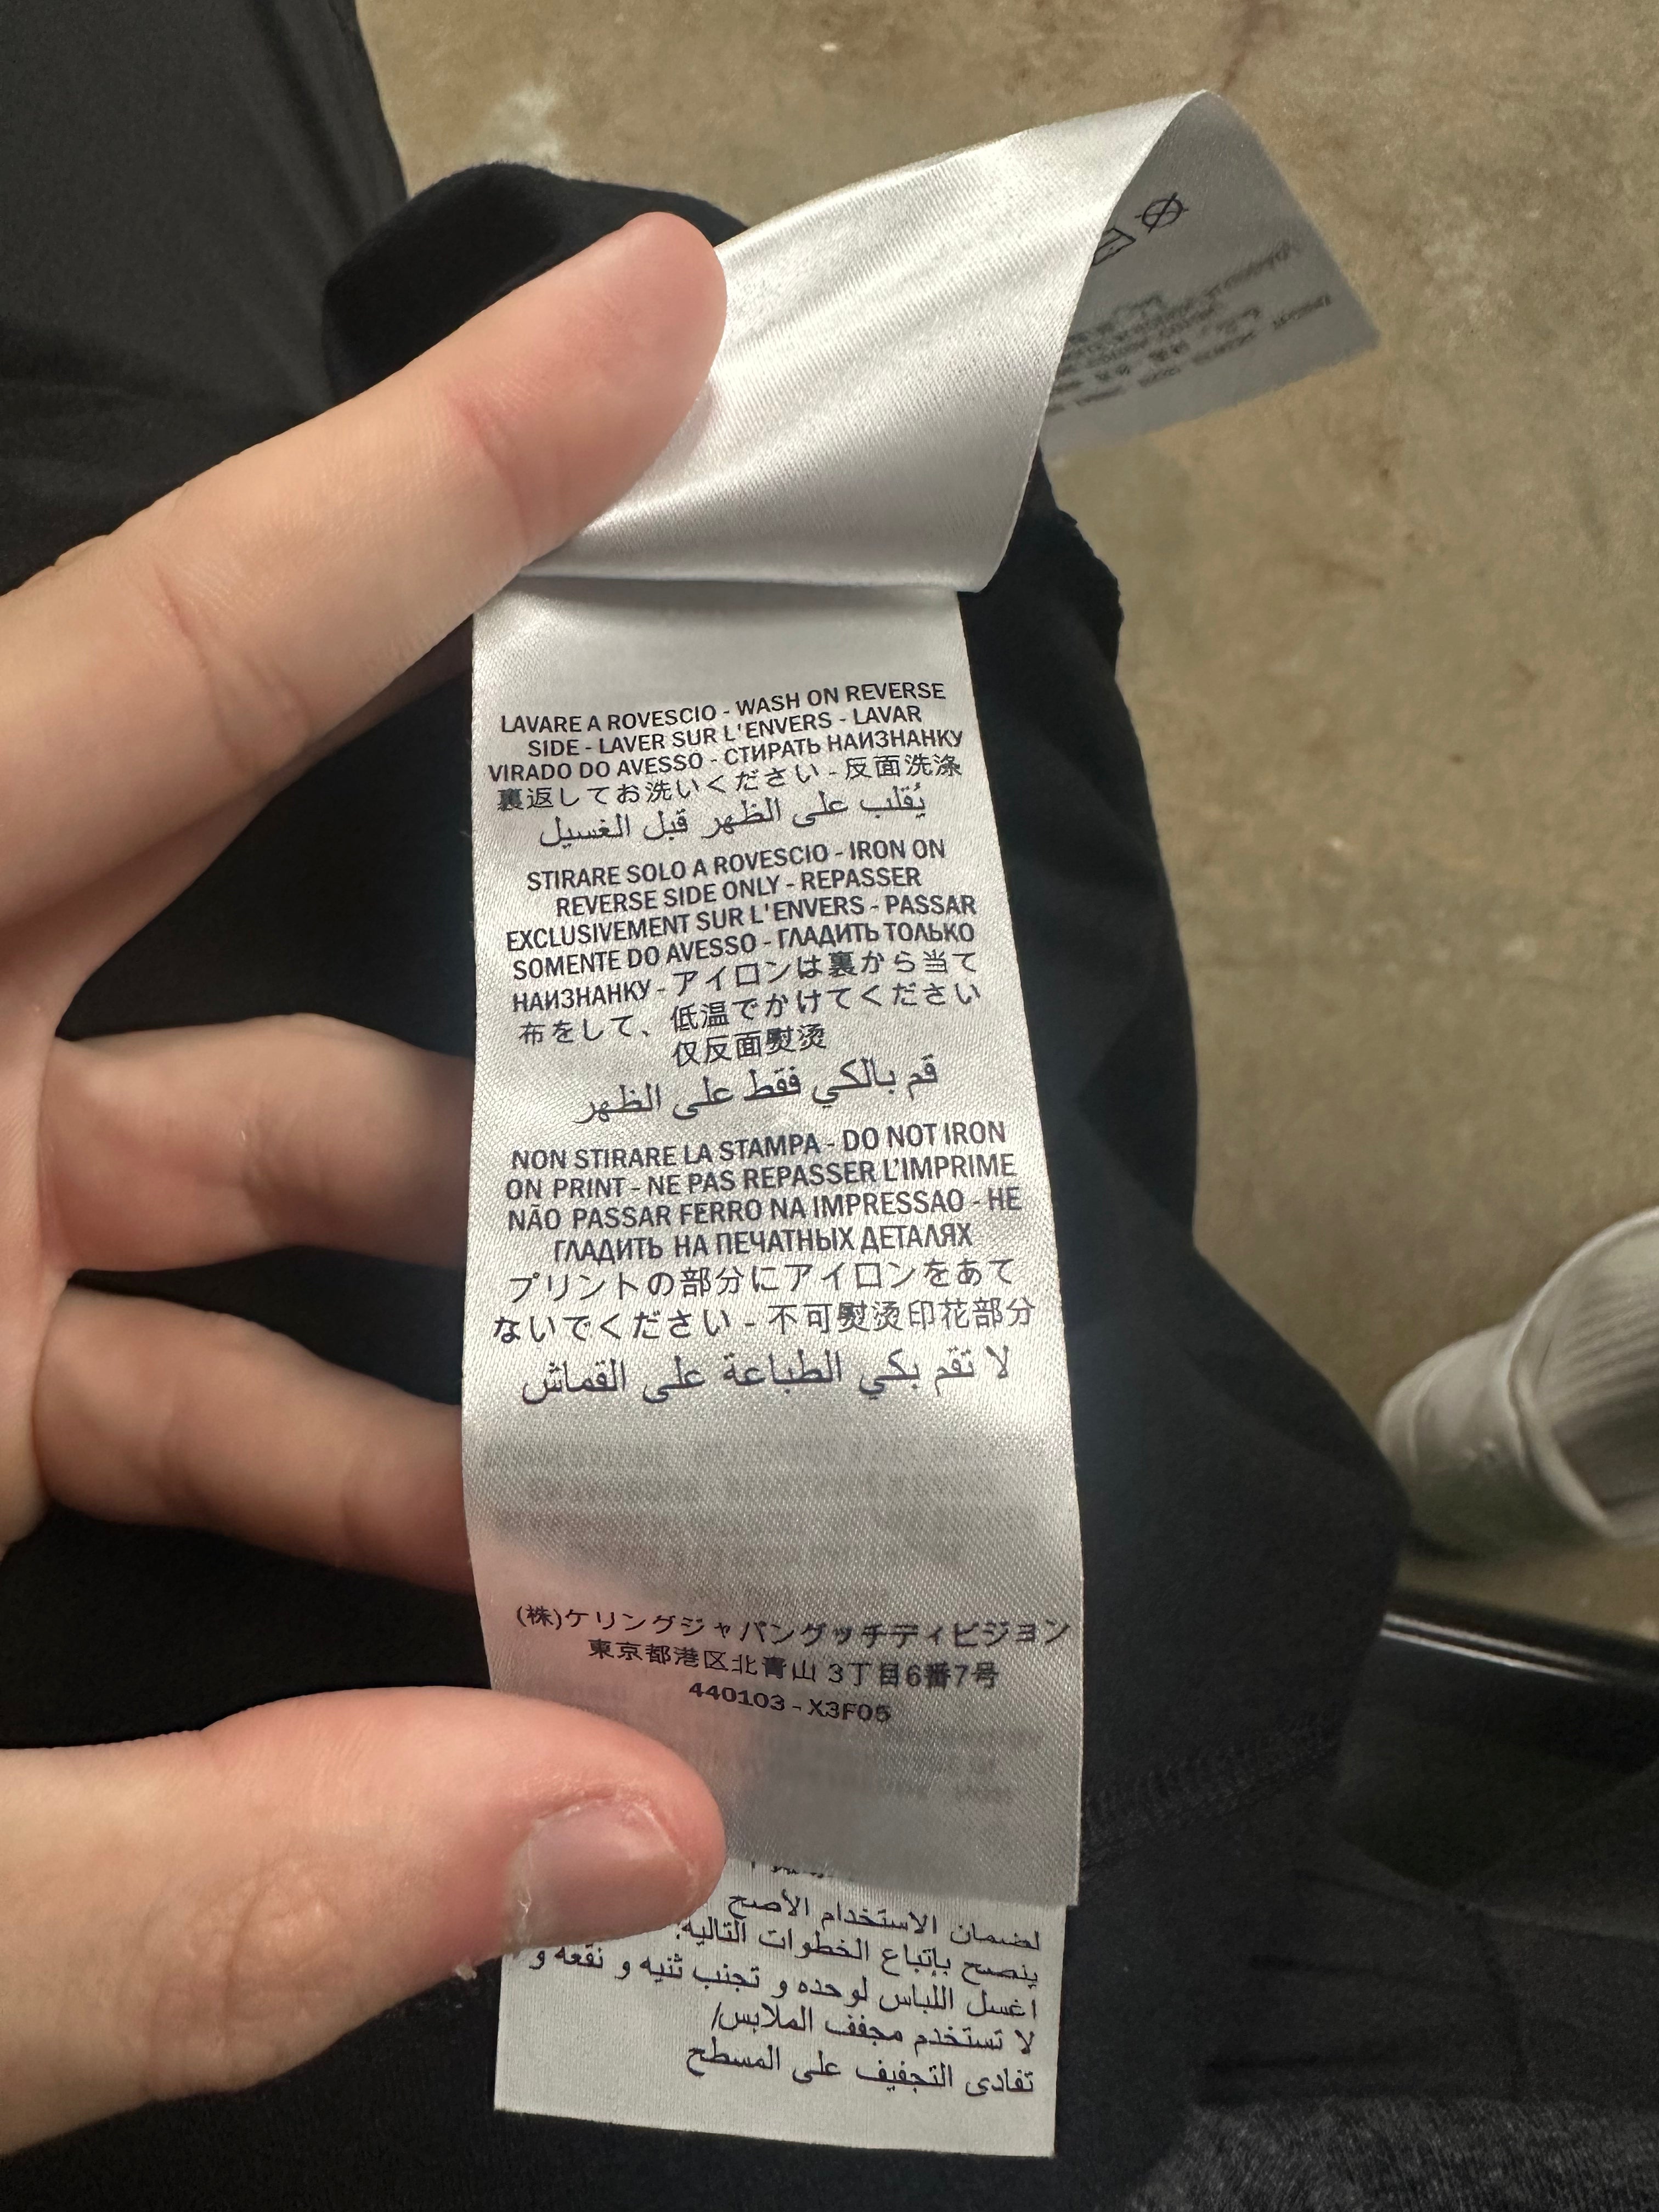 LAVARE A ROVESCIO - WASH ON REVERSE
SIDE - LAVER SUR L'ENVERS - LAVAR
VIRADO DO AVESSO - СТИРАТЬ НАИЗНАНКУ
裏返してお洗いください - 反面洗涤
يُقلب على الظهر قبل الغسيل
STIRARE SOLO A ROVESCIO - IRON ON
REVERSE SIDE ONLY - REPASSER
EXCLUSIVEMENT SUR L'ENVERS - PASSAR
SOMENTE DO AVESSO - ГЛАДИТЬ ТОЛЬКО
НАИЗНАНКУ - アイロンは裏から当て
布をして、低温でかけてください
仅反面熨烫
قم بالكي فقط على الظهر
NON STIRARE LA STAMPA - DO NOT IRON
ON PRINT - NE PAS REPASSER L'IMPRIME
NÃO PASSAR FERRO NA IMPRESSAO - НЕ
ГЛАДИТЬ НА ПЕЧАТНЫХ ДЕТАЛЯХ
プリントの部分にアイロンをあて
ないでください - 不可熨烫印花部分
لا تقم بكي الطباعة على القماش
(株)ケリングジャパングッチディビジョン
東京都港区北青山 3丁目6番7号
440103 - X3F05
لضمان الاستخدام الأصح
ينصح بإتباع الخطوات التالية:
اغسل اللباس لوحده و تجنب ثنيه و نقعه و
لا تستخدم مجفف الملابس/
تفادى التجفيف على المسطح